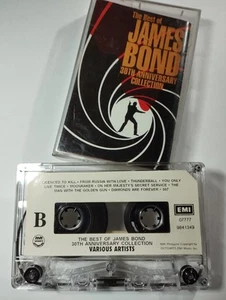 The Best of
JAMES
BOND
30TH ANNIVERSARY
COLLECTION
LICENCE TO KILL • FROM RUSSIA WITH LOVE • THUNDERBALL • YOU ONLY
LIVE TWICE • MOONRAKER • ON HER MAJESTY'S SECRET SERVICE • THE
MAN WITH THE GOLDEN GUN • DIAMONDS ARE FOREVER • 007
B
EMI
07777
THE BEST OF JAMES BOND
30TH ANNIVERSARY COLLECTION
VARIOUS ARTISTS